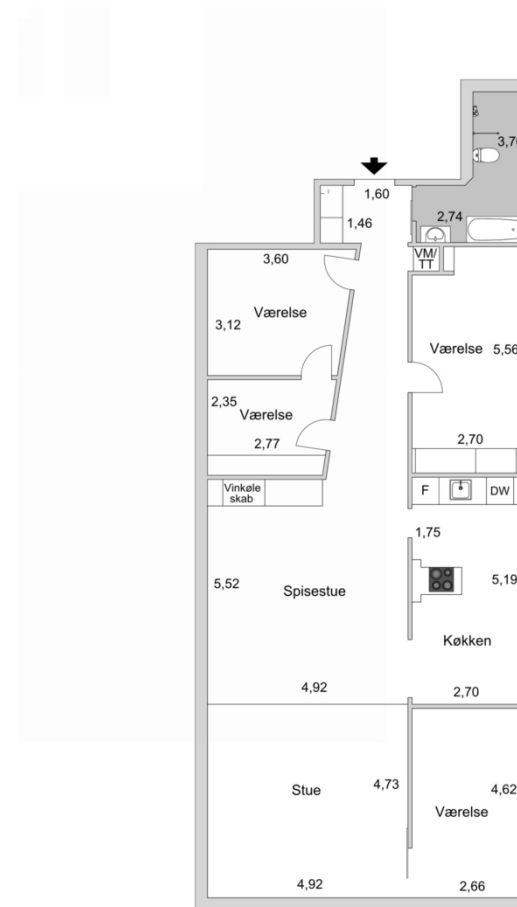 1,60
1,46
2,74
VM/
TT
3,60
Værelse
3,12
Værelse
5,56
2,35
Værelse
2,77
2,70
Vinkøle
skab
F
DW
1,75
5,52
Spisestue
5,19
Køkken
4,92
2,70
Stue
4,73
4,62
Værelse
4,92
2,66